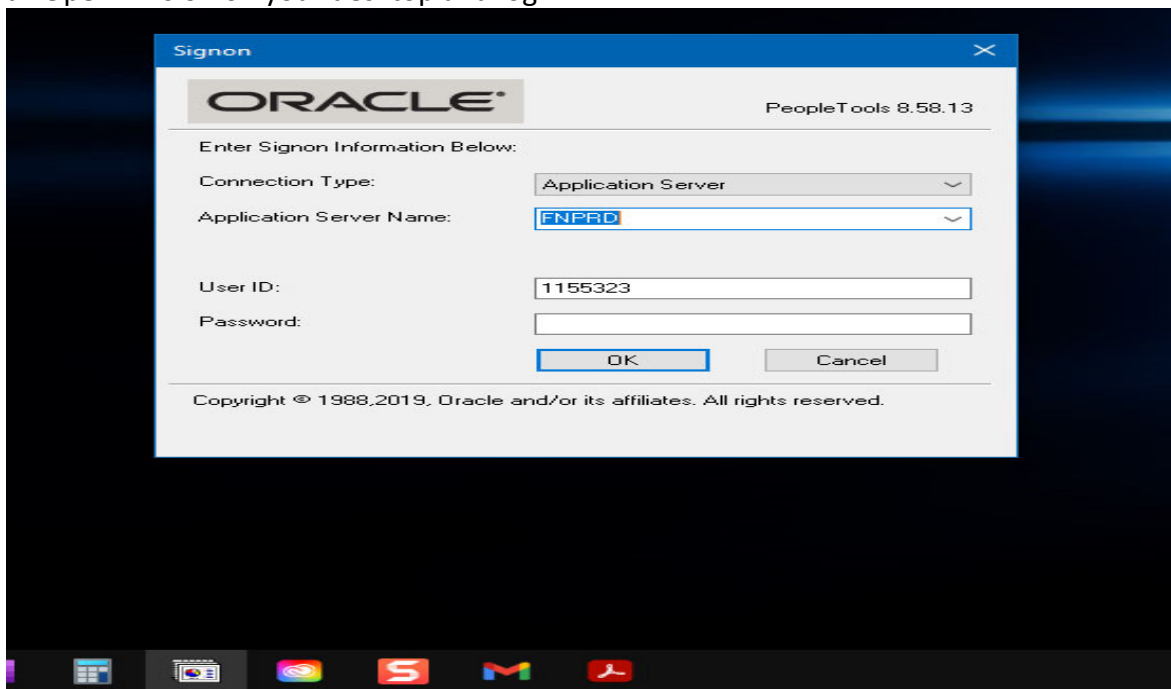 Signon
ORACLE
PeopleTools 8.58.13
Enter Signon Information Below:
Connection Type: Application Server
Application Server Name: FNPRD
User ID: 1155323
Password:
OK Cancel
Copyright © 1988,2019, Oracle and/or its affiliates. All rights reserved.